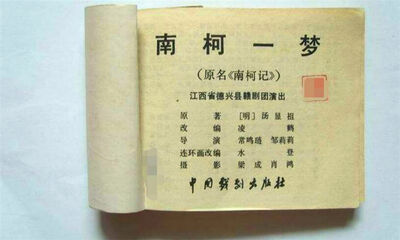 南柯一梦
(原名《南柯记》)
江西省德兴县赣剧团演出
原著 [明]汤显祖
改编 凌鹤
导演 常鸣琏 邹莉莉
连环画改编 水登
摄影 梁成肖鸿
中国戏剧出版社